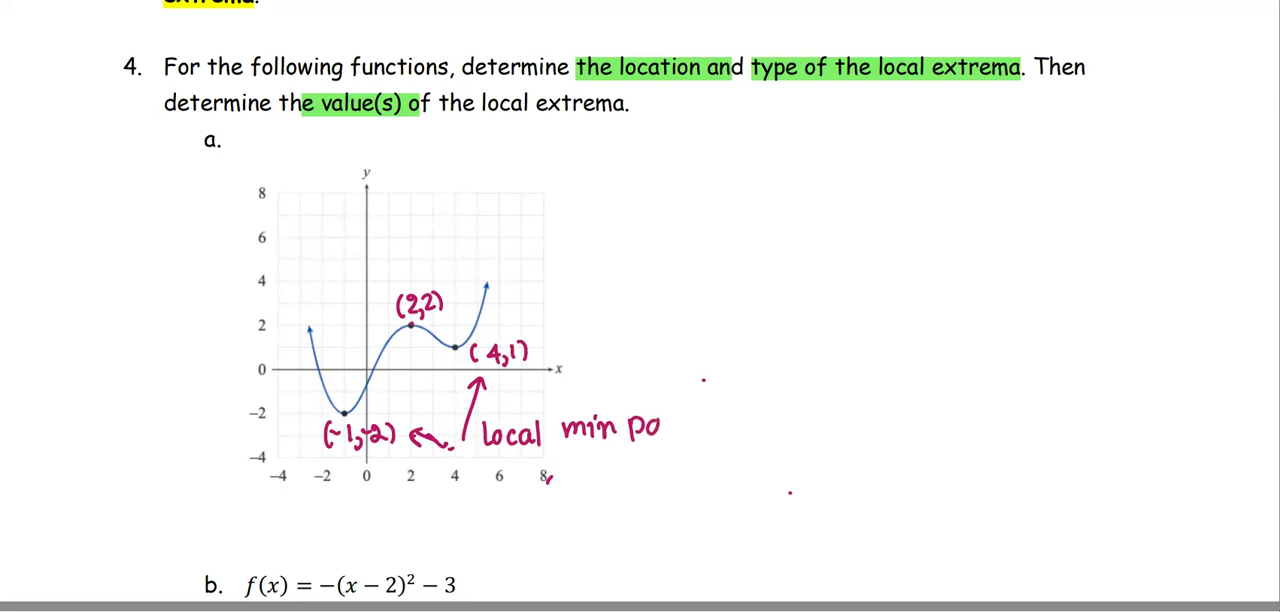 extrema.
4. For the following functions, determine the location and type of the local extrema. Then
determine the value(s) of the local extrema.
a.
y
8
6
4
(2,2)
2
(4,1)
0
x
-2
(-1,-2)
local min po
-4
-4 -2 0 2 4 6 8
b. f(x) = −(x − 2)² − 3